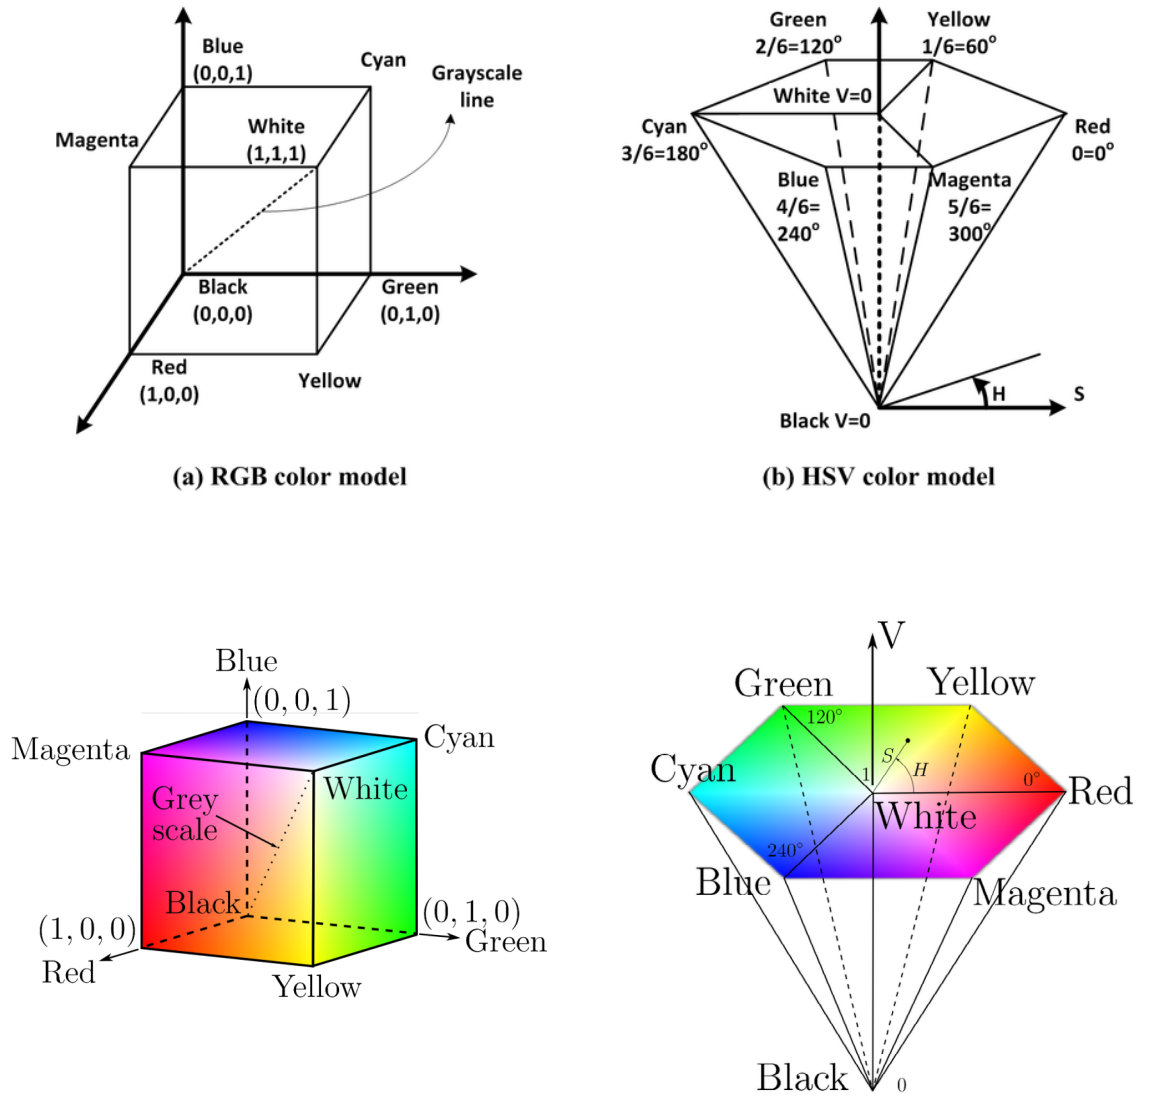 Blue
(0,0,1)
Cyan
Grayscale
line
Magenta
White
(1,1,1)
Black
(0,0,0)
Green
(0,1,0)
Red
(1,0,0)
Yellow
(a) RGB color model
Green
2/6=120°
Yellow
1/6=60°
White V=0
Cyan
3/6=180°
Red
0=0°
Blue
4/6=
240°
Magenta
5/6=
300°
H
S
Black V=0
(b) HSV color model
Blue
(0, 0, 1)
Magenta
Cyan
White
Grey
scale
Black
(1, 0, 0)
Red
(0, 1, 0)
Green
Yellow
V
Green
Yellow
120°
S
H
Cyan
1
0°
Red
White
240°
Blue
Magenta
Black
0